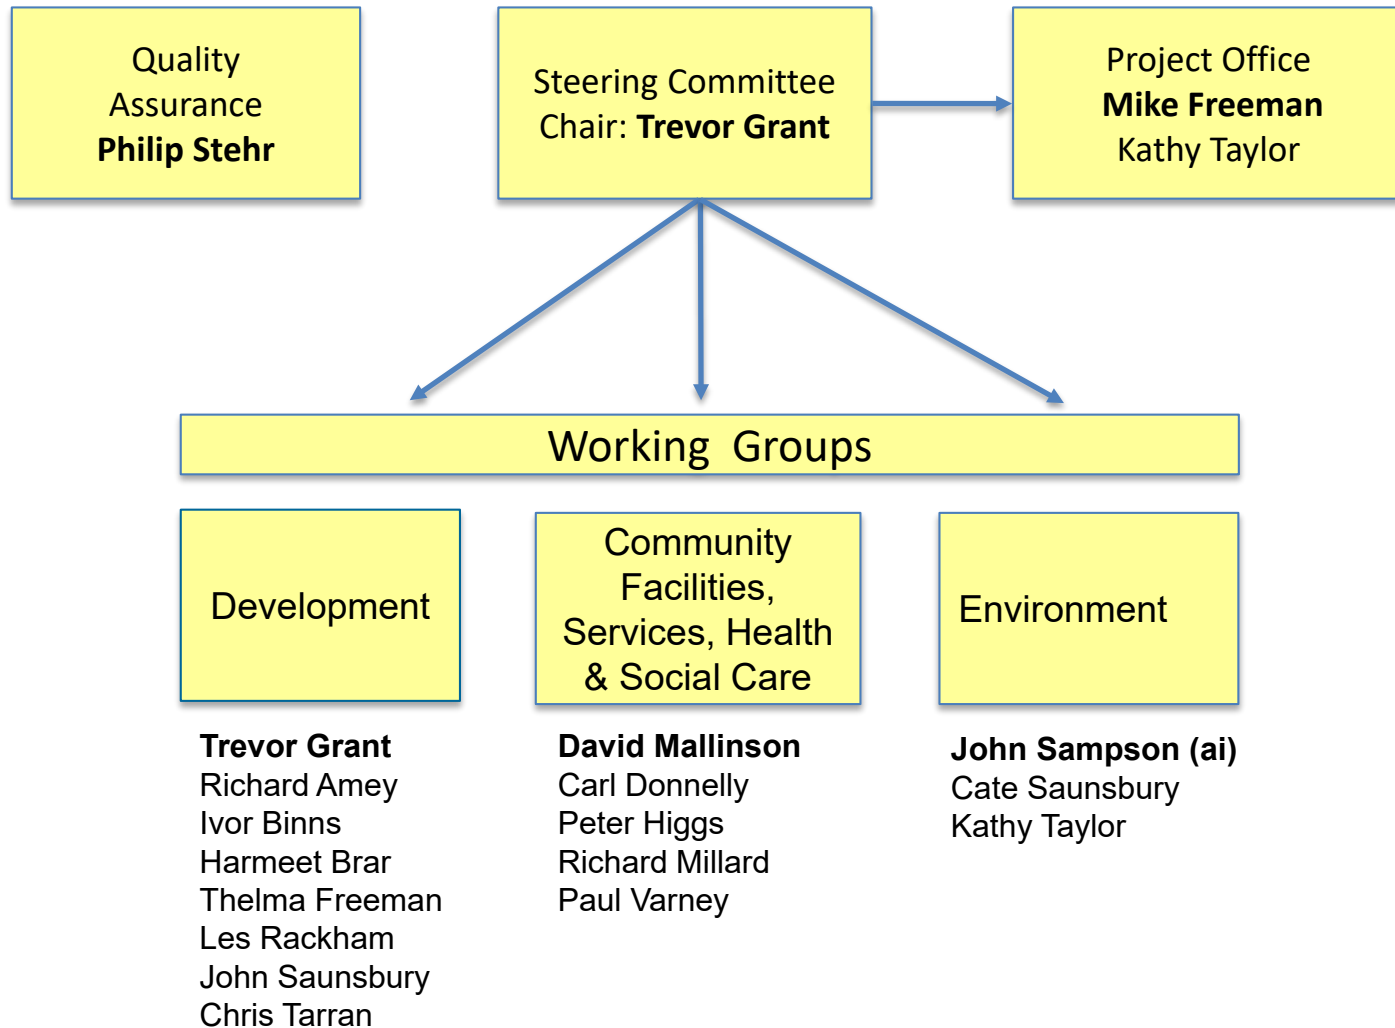 Quality
Assurance
Philip Stehr
Steering Committee
Chair: Trevor Grant
Project Office
Mike Freeman
Kathy Taylor
Working Groups
Development
Community
Facilities,
Services, Health
& Social Care
Environment
Trevor Grant
Richard Amey
Ivor Binns
Harmeet Brar
Thelma Freeman
Les Rackham
John Saunsbury
Chris Tarran
David Mallinson
Carl Donnelly
Peter Higgs
Richard Millard
Paul Varney
John Sampson (ai)
Cate Saunsbury
Kathy Taylor